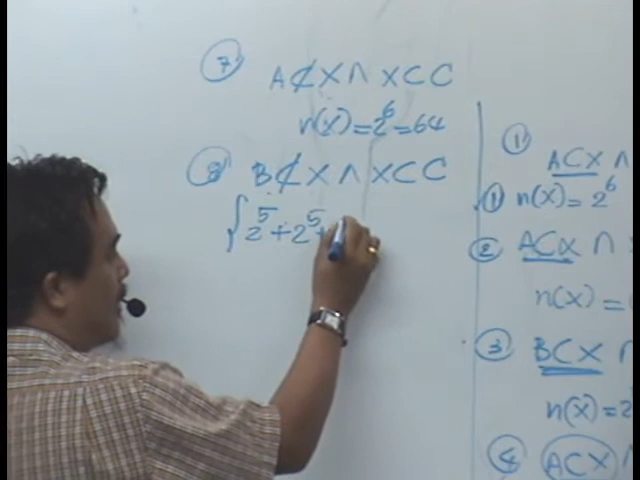 ⑦ A⊄X∩ X⊂C
n(X)=2⁶=64
⑧ B⊄X∩ X⊂C
{2⁵+2⁵+
① A⊂X∩
① n(X)=2⁶
② A⊂X∩
n(X)=
③ B⊂X∩
n(X)=2
④ A⊂X∩